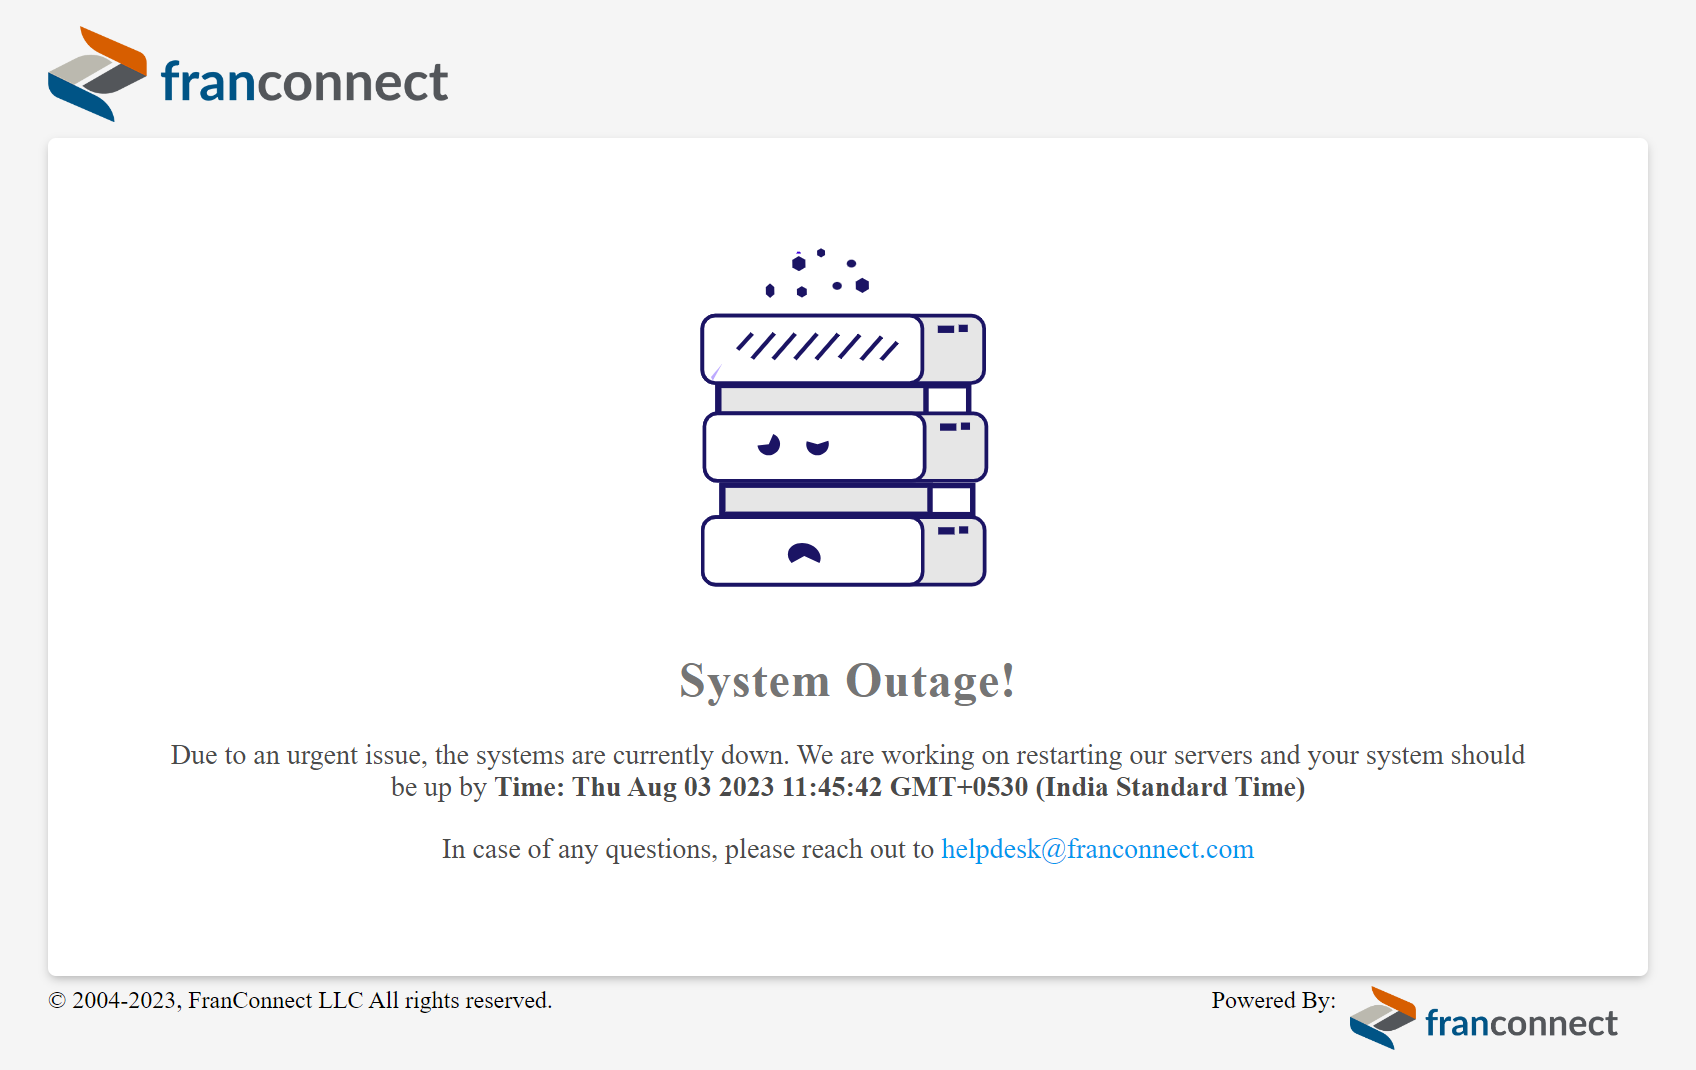 franconnect
System Outage!
Due to an urgent issue, the systems are currently down. We are working on restarting our servers and your system should
be up by Time: Thu Aug 03 2023 11:45:42 GMT+0530 (India Standard Time)
In case of any questions, please reach out to helpdesk@franconnect.com
© 2004-2023, FranConnect LLC All rights reserved.
Powered By: franconnect